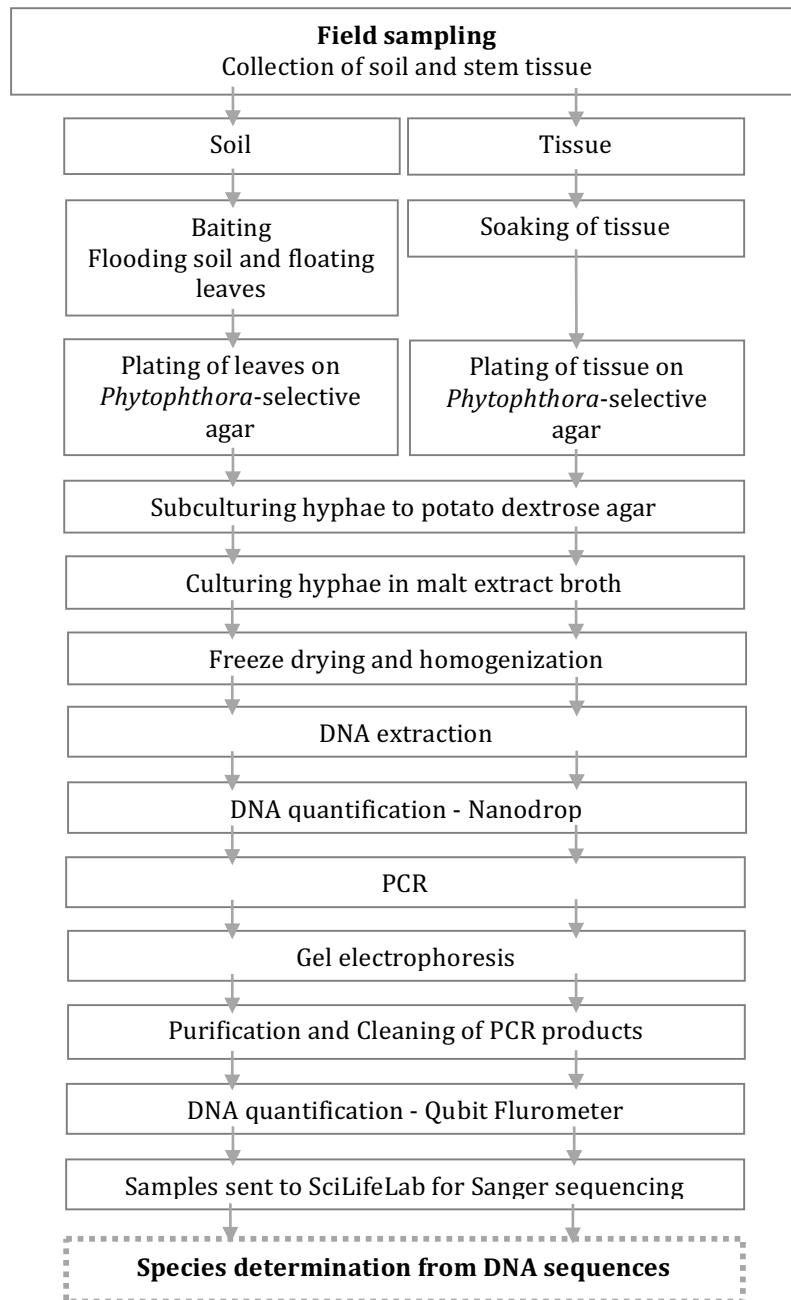 Field sampling
Collection of soil and stem tissue
Soil
Tissue
Baiting
Flooding soil and floating
leaves
Soaking of tissue
Plating of leaves on
Phytophthora-selective
agar
Plating of tissue on
Phytophthora-selective
agar
Subculturing hyphae to potato dextrose agar
Culturing hyphae in malt extract broth
Freeze drying and homogenization
DNA extraction
DNA quantification - Nanodrop
PCR
Gel electrophoresis
Purification and Cleaning of PCR products
DNA quantification - Qubit Flurometer
Samples sent to SciLifeLab for Sanger sequencing
Species determination from DNA sequences